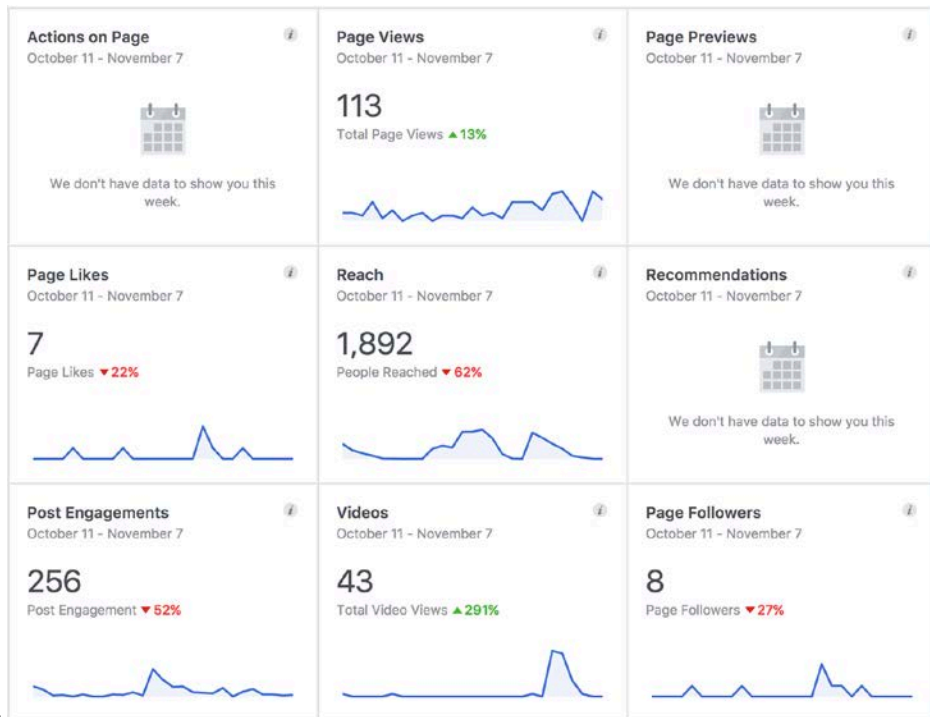 Actions on Page
October 11 - November 7
We don't have data to show you this
week.
Page Views
October 11 - November 7
113
Total Page Views ▲ 13%
Page Previews
October 11 - November 7
We don't have data to show you this
week.
Page Likes
October 11 - November 7
7
Page Likes ▼ 22%
Reach
October 11 - November 7
1,892
People Reached ▼ 62%
Recommendations
October 11 - November 7
We don't have data to show you this
week.
Post Engagements
October 11 - November 7
256
Post Engagement ▼ 52%
Videos
October 11 - November 7
43
Total Video Views ▲ 291%
Page Followers
October 11 - November 7
8
Page Followers ▼ 27%